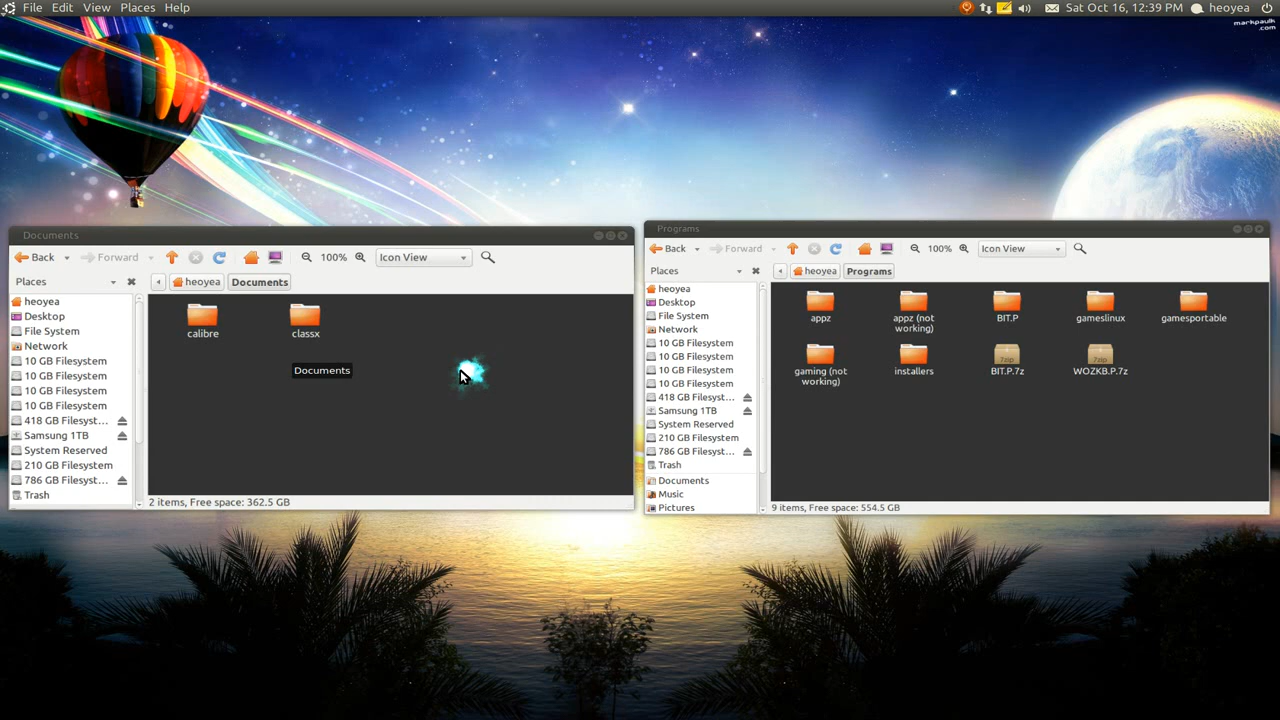 File Edit View Places Help
Sat Oct 16, 12:39 PM heoyea
markpaulk
.com
Documents
Back Forward 100% Icon View
Places heoyea Documents
heoyea
Desktop
File System
Network
10 GB Filesystem
10 GB Filesystem
10 GB Filesystem
10 GB Filesystem
418 GB Filesyst...
Samsung 1TB
System Reserved
210 GB Filesystem
786 GB Filesyst...
Trash
calibre classx
Documents
2 items, Free space: 362.5 GB
Programs
Back Forward 100% Icon View
Places heoyea Programs
heoyea
Desktop
File System
Network
10 GB Filesystem
10 GB Filesystem
10 GB Filesystem
10 GB Filesystem
418 GB Filesyst...
Samsung 1TB
System Reserved
210 GB Filesystem
786 GB Filesyst...
Trash
Documents
Music
Pictures
appz appz (not BIT.P gameslinux gamesportable
working)
gaming (not installers BIT.P.7z WOZKB.P.7z
working)
7zip 7zip
9 items, Free space: 554.5 GB